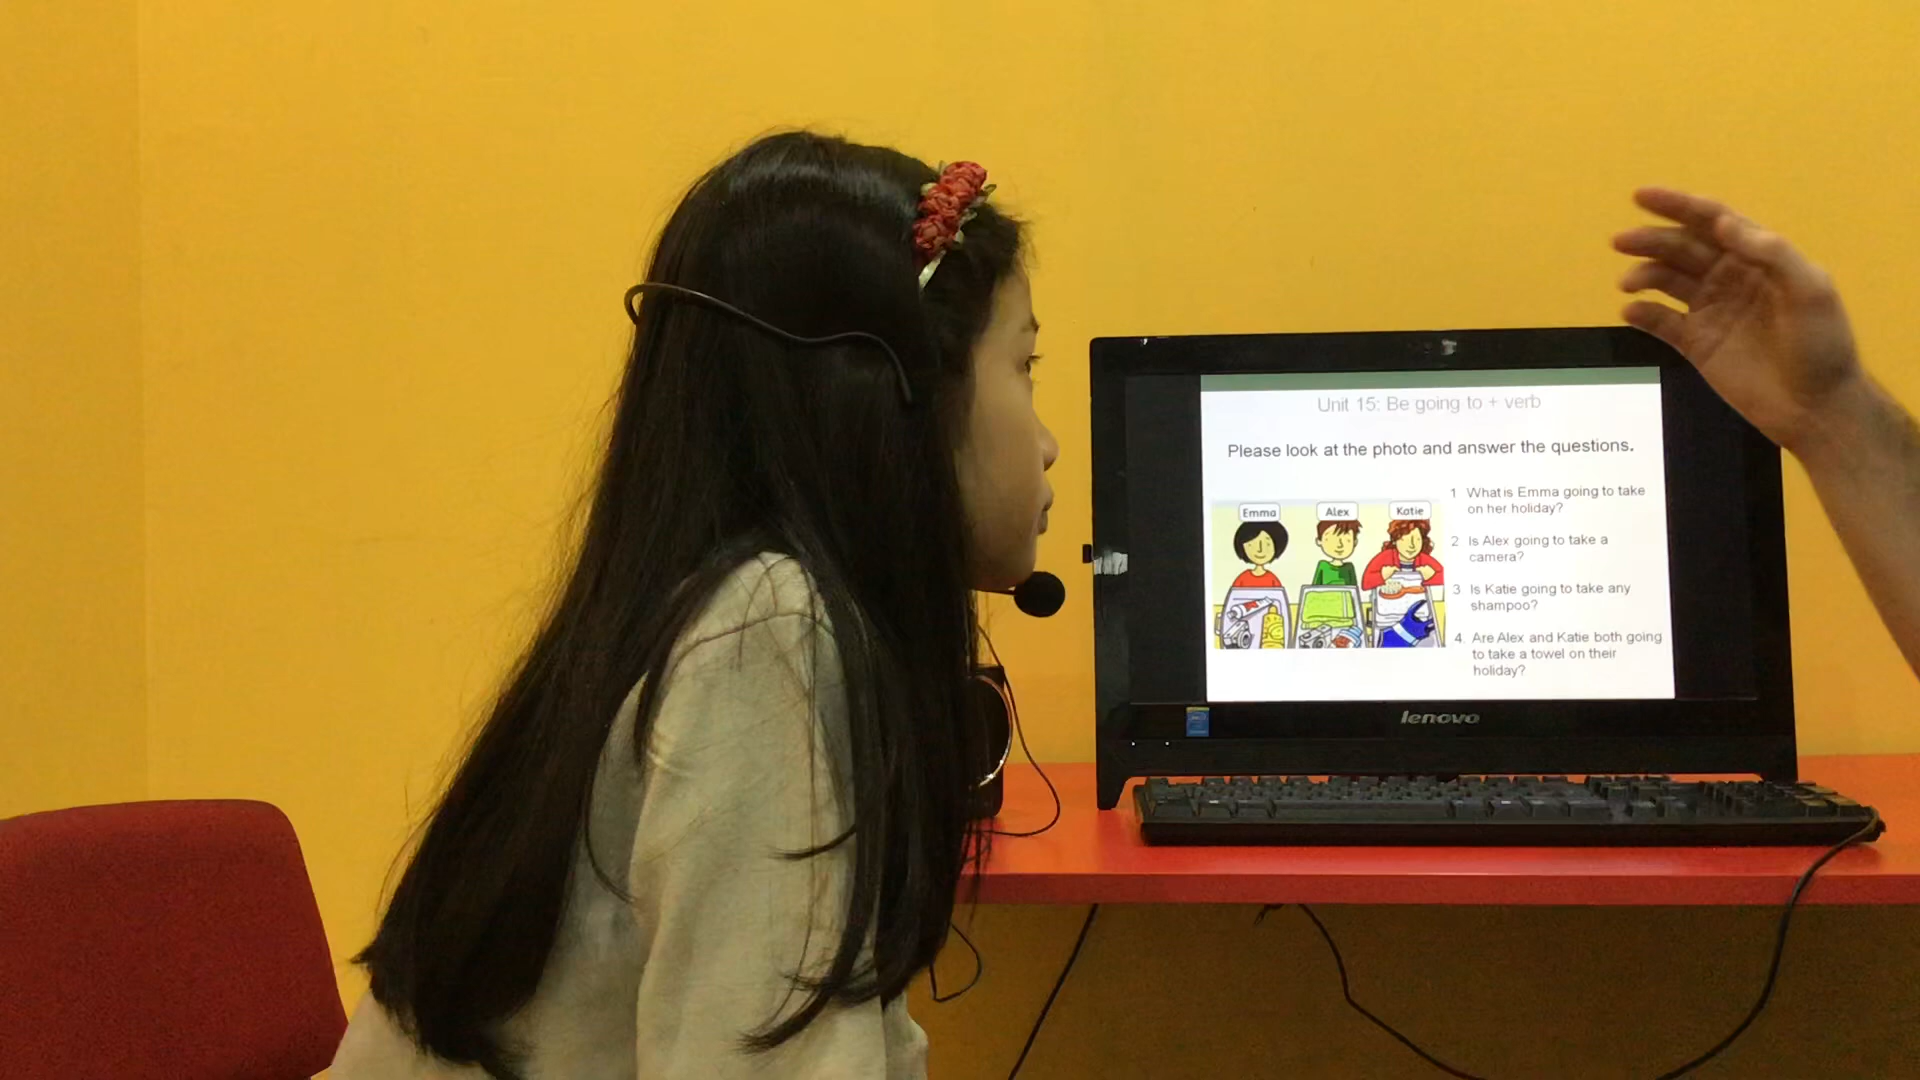 Unit 15: Be going to + verb
Please look at the photo and answer the questions.
Emma
Alex
Katie
1 What is Emma going to take
on her holiday?
2 Is Alex going to take a
camera?
3 Is Katie going to take any
shampoo?
4. Are Alex and Katie both going
to take a towel on their
holiday?
lenovo